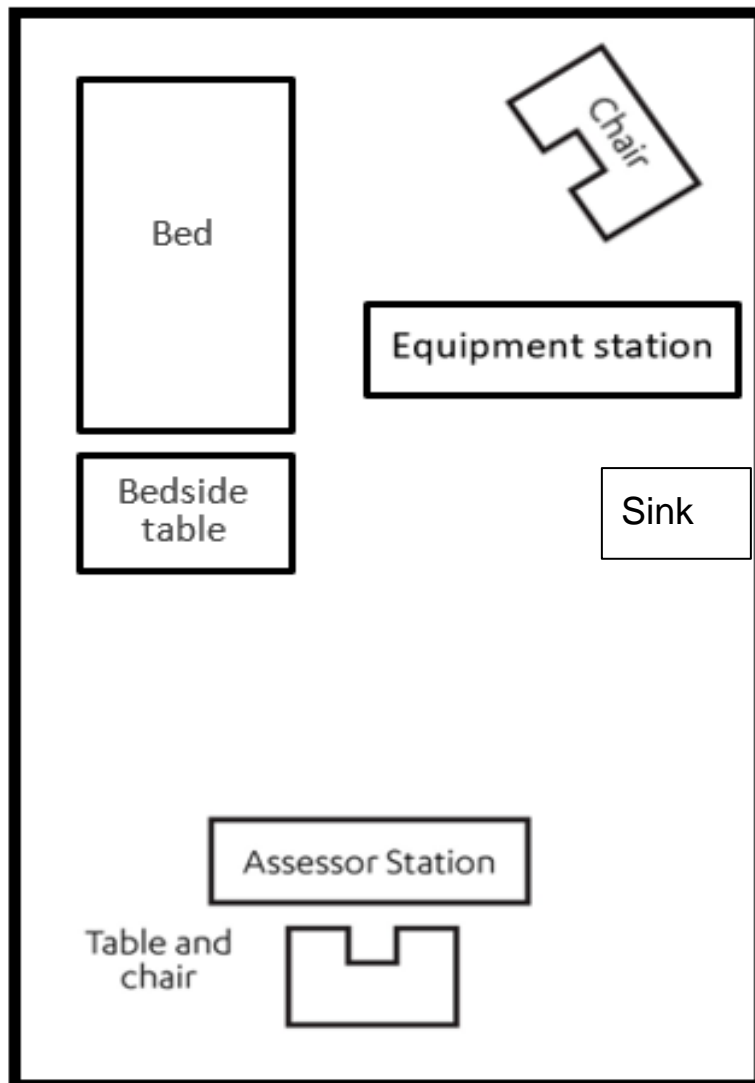 Chair
Bed
Equipment station
Bedside
table
Sink
Assessor Station
Table and
chair